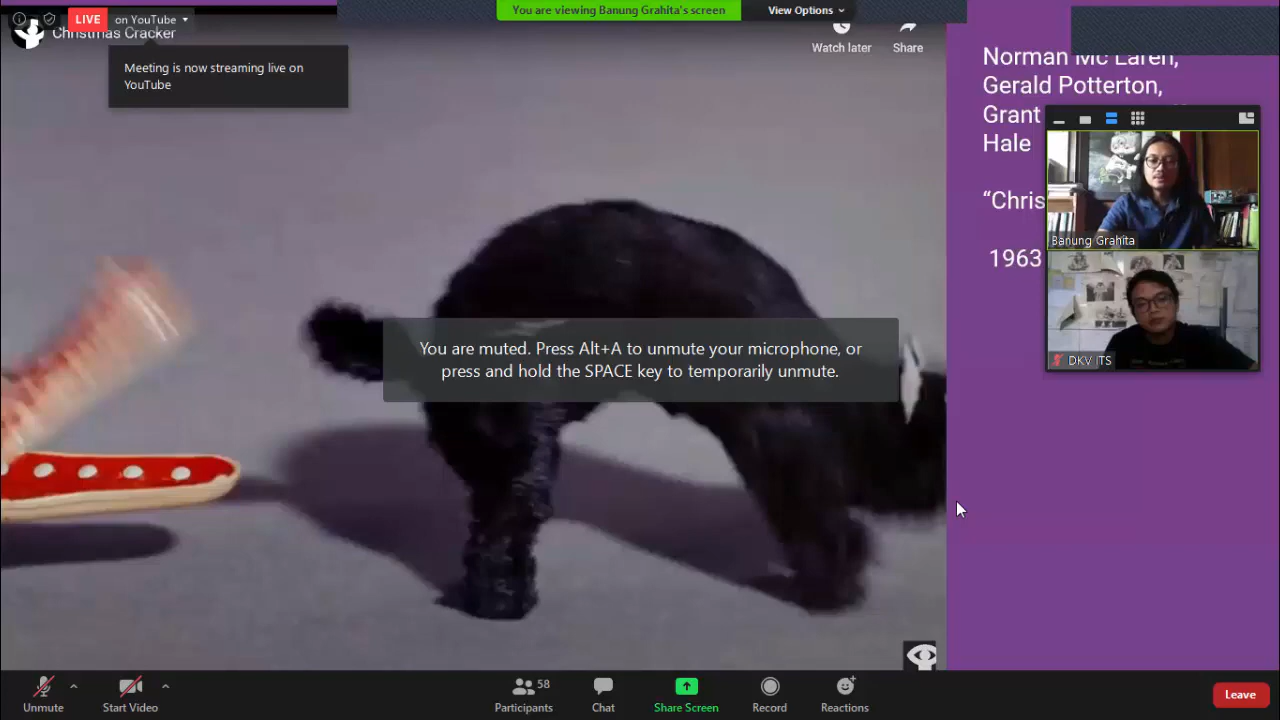 LIVE
on YouTube
You are viewing Banung Grahita's screen
View Options
Christmas Cracker
Watch later
Share
Meeting is now streaming live on
YouTube
Norman Mc Laren,
Gerald Potterton,
Grant
Hale
“Chris
1963
Banung Grahita
DKV ITS
You are muted. Press Alt+A to unmute your microphone, or
press and hold the SPACE key to temporarily unmute.
Unmute
Start Video
Participants
58
Chat
Share Screen
Record
Reactions
Leave